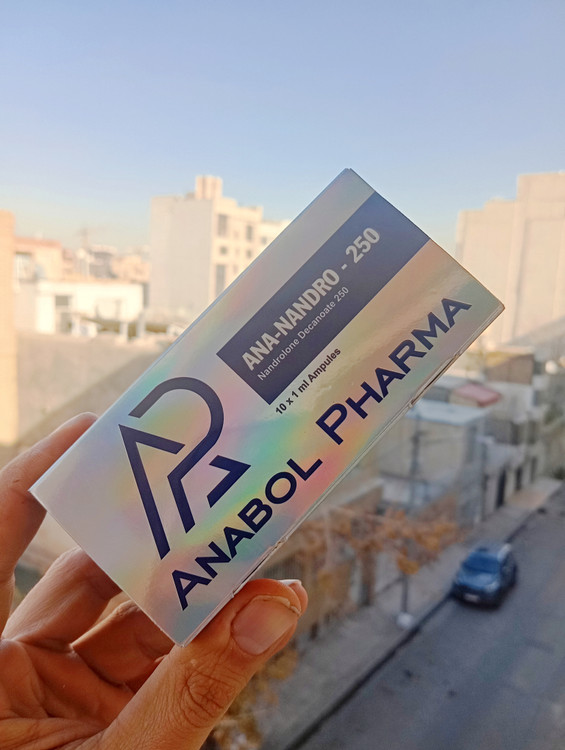 ANA-NANDRO - 250
Nandrolone Decanoate 250
10 x 1 ml Ampules
ANABOL PHARMA